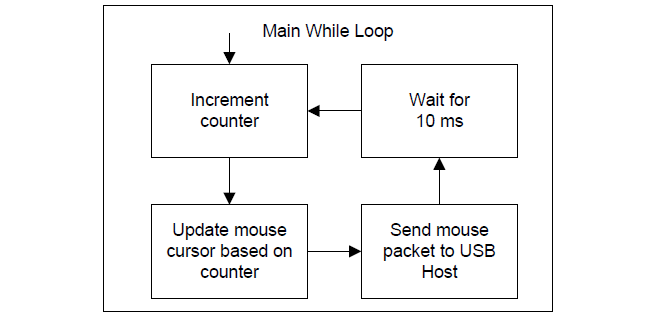 Main While Loop
Increment
counter
Wait for
10 ms
Update mouse
cursor based on
counter
Send mouse
packet to USB
Host